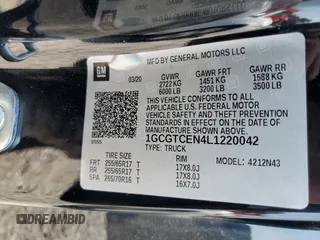 GM
MFD BY GENERAL MOTORS LLC
03/20
GVWR GAWR FRT GAWR RR
2722 KG 1451 KG 1588 KG
6000 LB 3200 LB 3500 LB
THIS VEHICLE CONFORMS TO ALL APPLICABLE
U.S. FEDERAL MOTOR VEHICLE SAFETY
AND THEFT PREVENTION STANDARDS IN
EFFECT ON THE DATE OF MANUFACTURE
SHOWN ABOVE.
1GCGTCEN4L1220042
TYPE: TRUCK
TIRE SIZE RIM
FRT 255/65R17 T 17X8.0J
RR 255/65R17 T 17X8.0J
SPA 265/70R16 T 16X7.0J
MODEL: 4212N43
DREAMBID